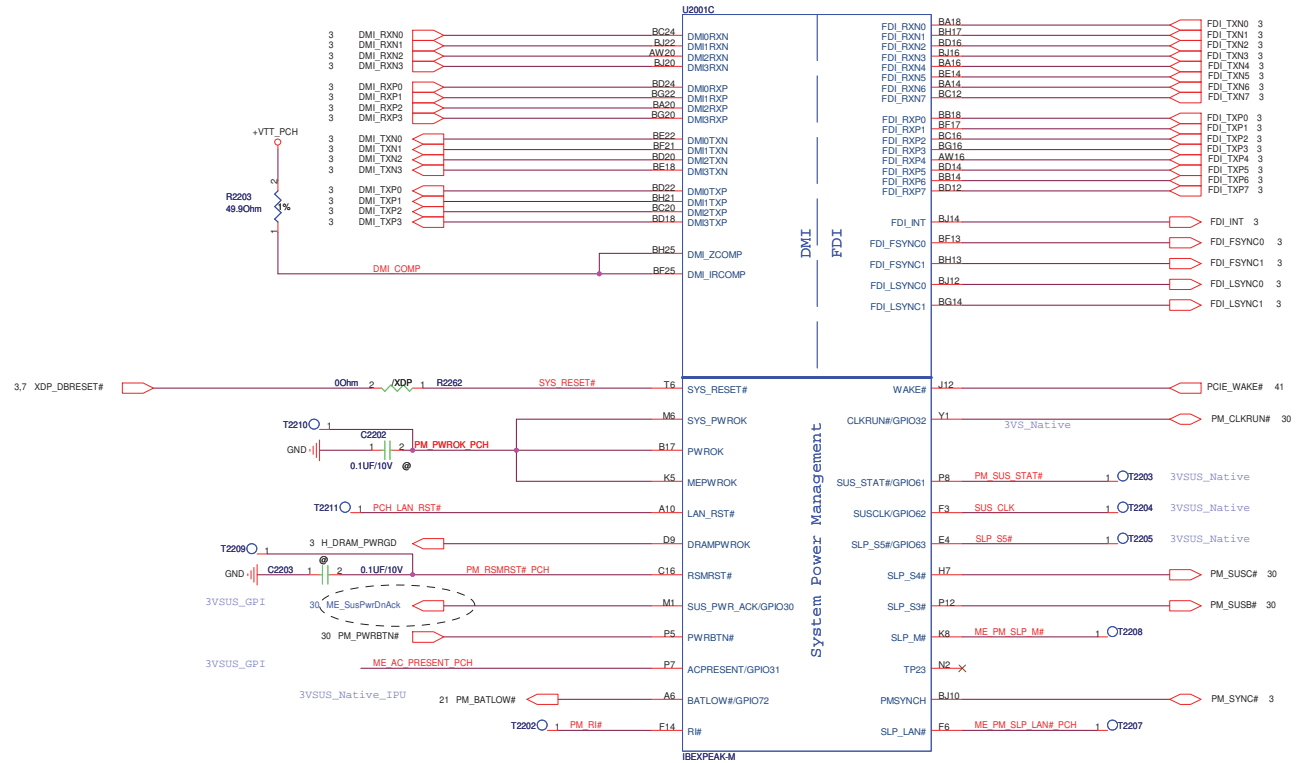 U2001C
3 DMI_RXN0 BC24 DMI0RXN
3 DMI_RXN1 BJ22 DMI1RXN
3 DMI_RXN2 AW20 DMI2RXN
3 DMI_RXN3 BJ20 DMI3RXN
3 DMI_RXP0 BD24 DMI0RXP
3 DMI_RXP1 BG22 DMI1RXP
3 DMI_RXP2 BA20 DMI2RXP
3 DMI_RXP3 BG20 DMI3RXP
3 DMI_TXN0 BE22 DMI0TXN
3 DMI_TXN1 BF21 DMI1TXN
3 DMI_TXN2 BD20 DMI2TXN
3 DMI_TXN3 BE18 DMI3TXN
3 DMI_TXP0 BD22 DMI0TXP
3 DMI_TXP1 BH21 DMI1TXP
3 DMI_TXP2 BC20 DMI2TXP
3 DMI_TXP3 BD18 DMI3TXP
+VTT_PCH
2
R2203
49.9Ohm 1%
1
BH25 DMI_ZCOMP
DMI_COMP BF25 DMI_IRCOMP
DMI
FDI
FDI_RXN0 BA18 FDI_TXN0 3
FDI_RXN1 BH17 FDI_TXN1 3
FDI_RXN2 BD16 FDI_TXN2 3
FDI_RXN3 BJ16 FDI_TXN3 3
FDI_RXN4 BA16 FDI_TXN4 3
FDI_RXN5 BE14 FDI_TXN5 3
FDI_RXN6 BA14 FDI_TXN6 3
FDI_RXN7 BC12 FDI_TXN7 3
FDI_RXP0 BB18 FDI_TXP0 3
FDI_RXP1 BF17 FDI_TXP1 3
FDI_RXP2 BC16 FDI_TXP2 3
FDI_RXP3 BG16 FDI_TXP3 3
FDI_RXP4 AW16 FDI_TXP4 3
FDI_RXP5 BD14 FDI_TXP5 3
FDI_RXP6 BB14 FDI_TXP6 3
FDI_RXP7 BD12 FDI_TXP7 3
FDI_INT BJ14 FDI_INT 3
FDI_FSYNC0 BF13 FDI_FSYNC0 3
FDI_FSYNC1 BH13 FDI_FSYNC1 3
FDI_LSYNC0 BJ12 FDI_LSYNC0 3
FDI_LSYNC1 BG14 FDI_LSYNC1 3
3,7 XDP_DBRESET# 0Ohm 2 /XDP 1 R2262 SYS_RESET# T6 SYS_RESET#
M6 SYS_PWROK
T2210 1
C2202
GND 1 2 PM_PWROK_PCH B17 PWROK
0.1UF/10V @
K5 MEPWROK
T2211 1 PCH_LAN_RST# A10 LAN_RST#
3 H_DRAM_PWRGD D9 DRAMPWROK
T2209 1
@
GND C2203 1 2 0.1UF/10V PM_RSMRST#_PCH C16 RSMRST#
3VSUS_GPI 30 ME_SusPwrDnAck M1 SUS_PWR_ACK/GPIO30
30 PM_PWRBTN# P5 PWRBTN#
3VSUS_GPI ME_AC_PRESENT_PCH P7 ACPRESENT/GPIO31
3VSUS_Native_IPU
21 PM_BATLOW# A6 BATLOW#/GPIO72
T2202 1 PM_RI# F14 RI#
System Power Management
WAKE# J12 PCIE_WAKE# 41
CLKRUN#/GPIO32 Y1 PM_CLKRUN# 30
3VS_Native
SUS_STAT#/GPIO61 P8 PM_SUS_STAT# 1 T2203 3VSUS_Native
SUSCLK/GPIO62 F3 SUS_CLK 1 T2204 3VSUS_Native
SLP_S5#/GPIO63 E4 SLP_S5# 1 T2205 3VSUS_Native
SLP_S4# H7 PM_SUSC# 30
SLP_S3# P12 PM_SUSB# 30
SLP_M# K8 ME_PM_SLP_M# 1 T2208
TP23 N2
PMSYNCH BJ10 PM_SYNC# 3
SLP_LAN# F6 ME_PM_SLP_LAN#_PCH 1 T2207
IBEXPEAK-M